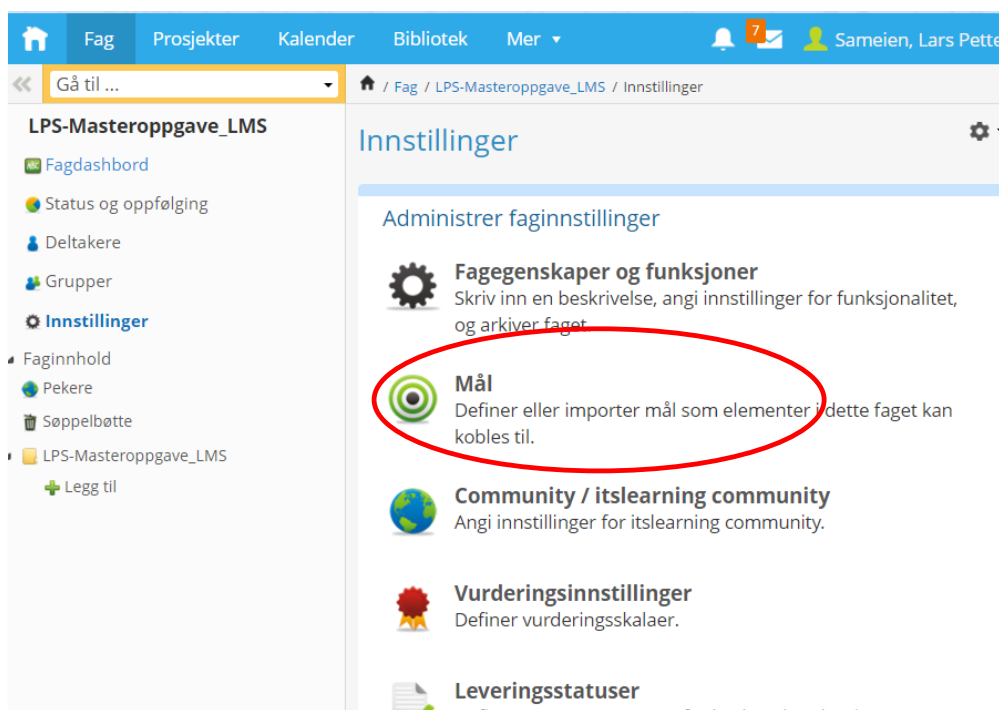 Fag Prosjekter Kalender Bibliotek Mer 7 Sameien, Lars Pette
Gå til ...
/ Fag / LPS-Masteroppgave_LMS / Innstillinger
LPS-Masteroppgave_LMS
Fagdashbord
Status og oppfølging
Deltakere
Grupper
Innstillinger
Faginnhold
Pekere
Søppelbøtte
LPS-Masteroppgave_LMS
Legg til
Innstillinger
Administrer faginnstillinger
Fagegenskaper og funksjoner
Skriv inn en beskrivelse, angi innstillinger for funksjonalitet,
og arkiver faget.
Mål
Definer eller importer mål som elementer i dette faget kan
kobles til.
Community / itslearning community
Angi innstillinger for itslearning community.
Vurderingsinnstillinger
Definer vurderingsskalaer.
Leveringsstatuser